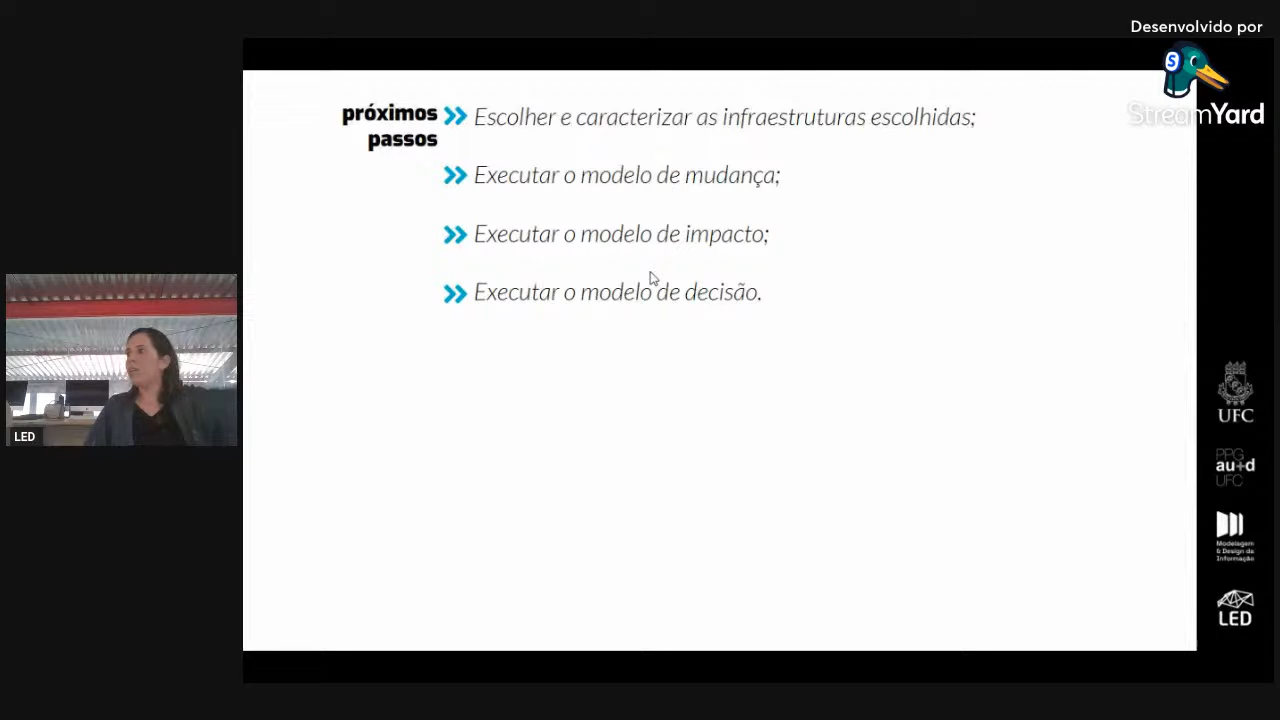 Desenvolvido por
S
StreamYard
próximos
passos
Escolher e caracterizar as infraestruturas escolhidas;
Executar o modelo de mudança;
Executar o modelo de impacto;
Executar o modelo de decisão.
LED
UFC
PPG
au+d
UFC
Modelagem
& Design da
Informação
LED